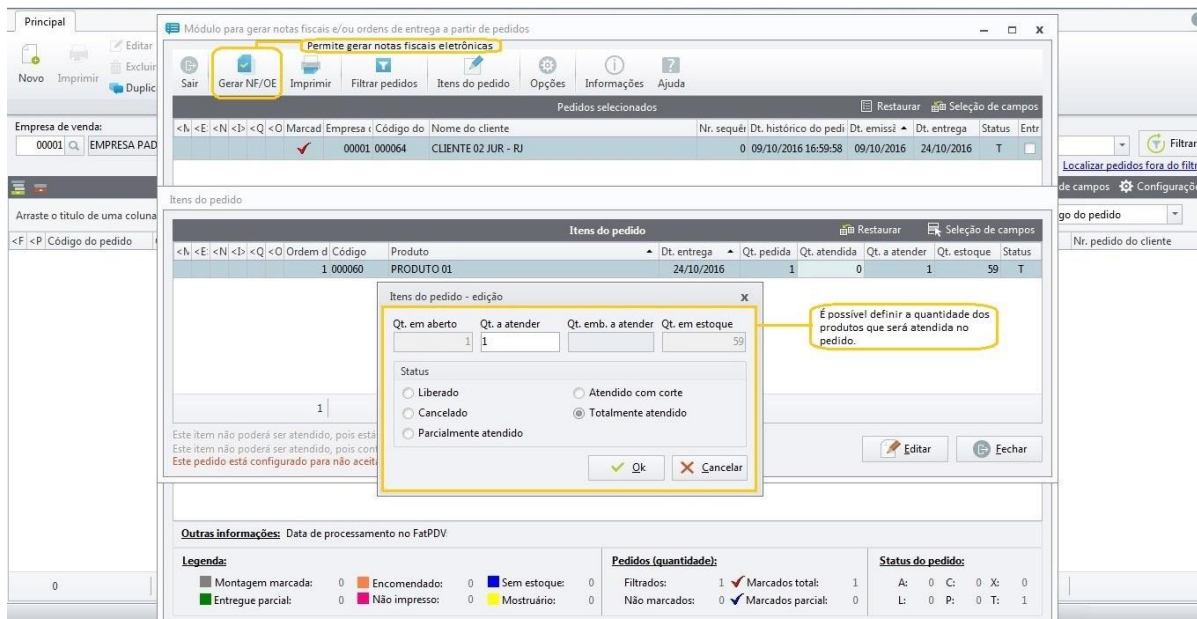 Principal
Novo
Imprimir
Editar
Excluir
Duplic
Empresa de venda:
00001 EMPRESA PAD
Arraste o titulo de uma coluna
<F <P Código do pedido
0
Módulo para gerar notas fiscais e/ou ordens de entrega a partir de pedidos
Permite gerar notas fiscais eletrônicas
Sair Gerar NF/OE Imprimir Filtrar pedidos Itens do pedido Opções Informações Ajuda
Pedidos selecionados Restaurar Seleção de campos
<N <E <N <I> <Q <O Marcad Empresa Código do Nome do cliente Nr. sequêr Dt. histórico do pedi Dt. emissã Dt. entrega Status Entr
00001 000064 CLIENTE 02 JUR - RJ 0 09/10/2016 16:59:58 09/10/2016 24/10/2016 T
Filtrar
Localizar pedidos fora do filtr
de campos Configuraçõ
go do pedido
Nr. pedido do cliente
Itens do pedido
Itens do pedido Restaurar Seleção de campos
<N <E <N <I> <Q <O Ordem d Código Produto Dt. entrega Qt. pedida Qt. atendida Qt. a atender Qt. estoque Status
1 000060 PRODUTO 01 24/10/2016 1 0 1 59 T
Itens do pedido - edição x
Qt. em aberto Qt. a atender Qt. emb. a atender Qt. em estoque
1 1 59
Status
Liberado Atendido com corte
Cancelado Totalmente atendido
Parcialmente atendido
Ok Cancelar
É possível definir a quantidade dos
produtos que será atendida no
pedido.
1
Este item não poderá ser atendido, pois está
Este item não poderá ser atendido, pois cont
Este pedido está configurado para não aceita
Editar Fechar
Outras informações: Data de processamento no FatPDV
Legenda:
Montagem marcada: 0 Encomendado: 0 Sem estoque: 0
Entregue parcial: 0 Não impresso: 0 Mostruário: 0
Pedidos (quantidade):
Filtrados: 1 Marcados total: 1
Não marcados: 0 Marcados parcial: 0
Status do pedido:
A: 0 C: 0 X: 0
L: 0 P: 0 T: 1